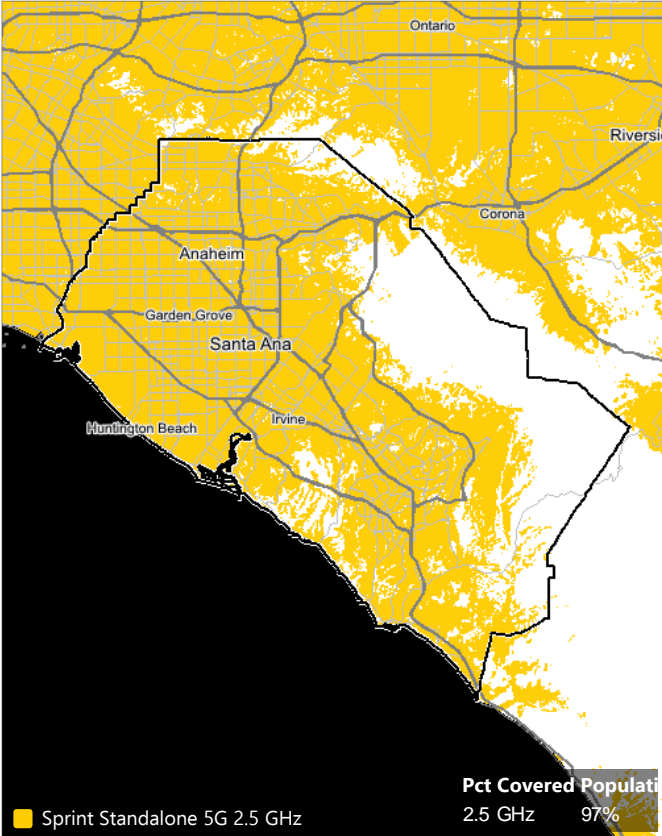 Ontario
Riversi
Corona
Anaheim
Garden Grove
Santa Ana
Huntington Beach
Irvine
Pct Covered Populati
Sprint Standalone 5G 2.5 GHz
2.5 GHz 97%